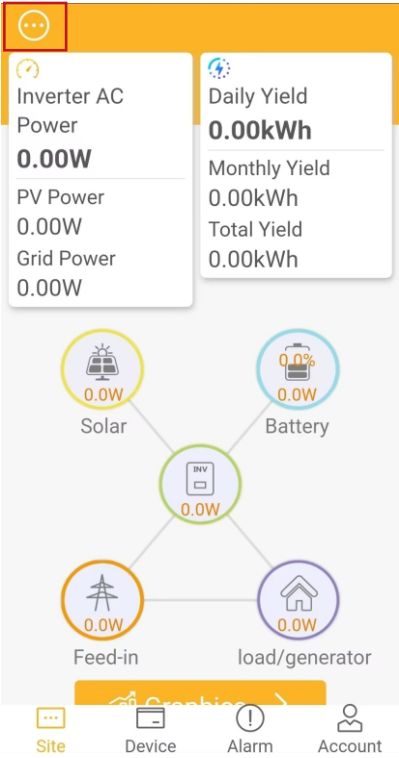 Inverter AC
Power
0.00W
PV Power
0.00W
Grid Power
0.00W
Daily Yield
0.00kWh
Monthly Yield
0.00kWh
Total Yield
0.00kWh
0.0W
Solar
0.0%
0.0W
Battery
INV
0.0W
0.0W
Feed-in
0.0W
load/generator
Graphics
Site
Device
Alarm
Account